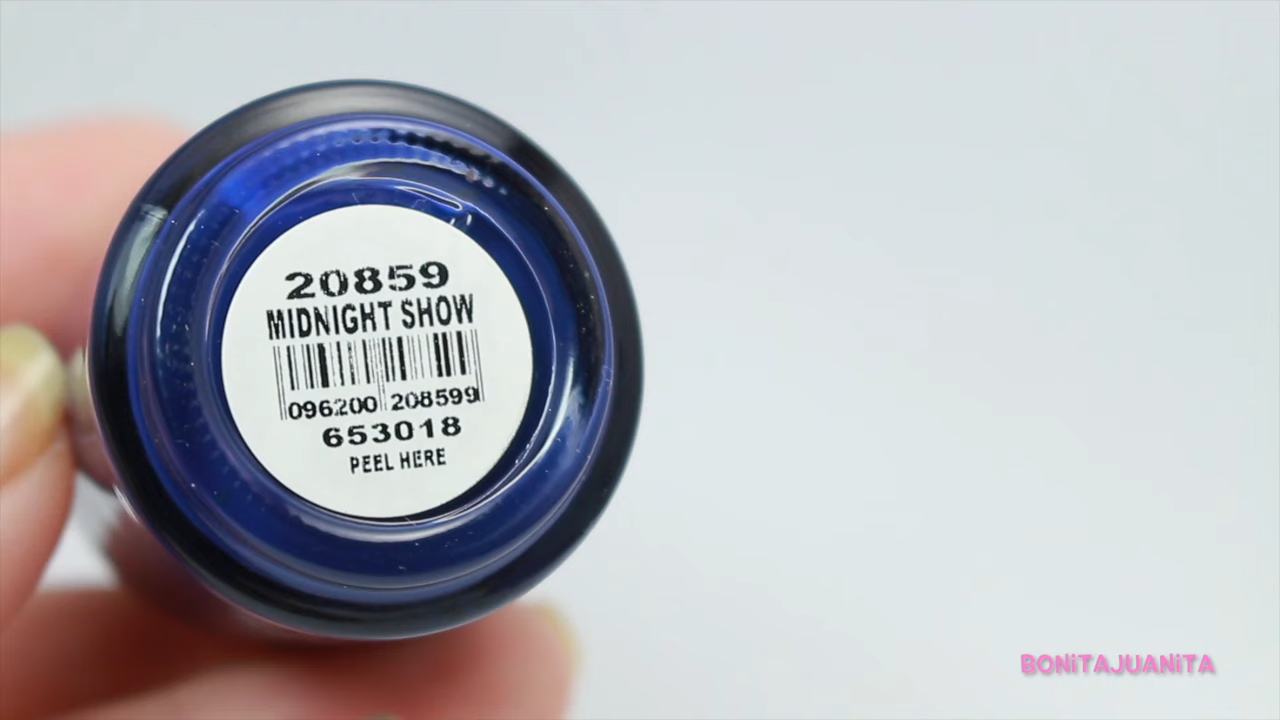 20859
MIDNIGHT SHOW
096200 208599
653018
PEEL HERE
BONiTAJUANiTA